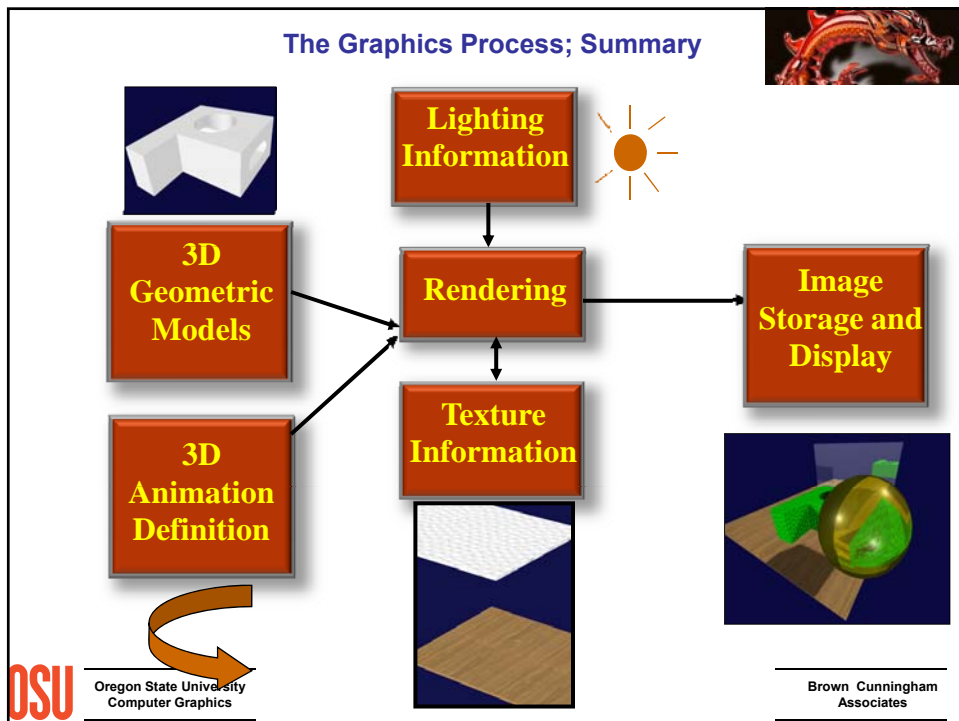 The Graphics Process; Summary
Lighting
Information
3D
Geometric
Models
Rendering
Image
Storage and
Display
Texture
Information
3D
Animation
Definition
OSU
Oregon State University
Computer Graphics
Brown Cunningham
Associates